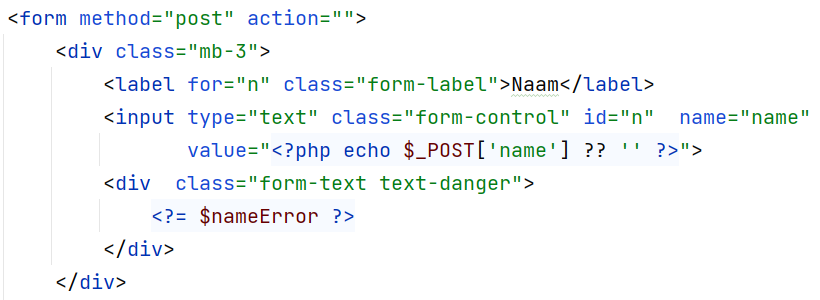 <form method="post" action="">
    <div class="mb-3">
        <label for="n" class="form-label">Naam</label>
        <input type="text" class="form-control" id="n"  name="name"
               value="<?php echo $_POST['name'] ?? '' ?>">
        <div  class="form-text text-danger">
            <?= $nameError ?>
        </div>
    </div>